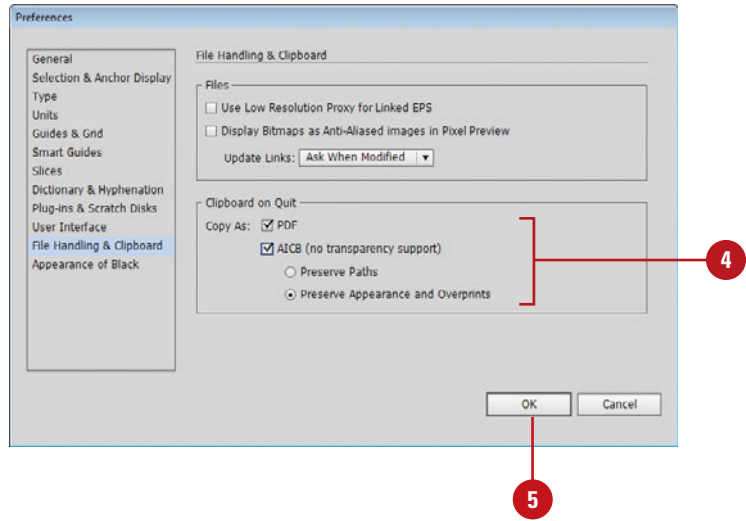 Preferences
General
Selection & Anchor Display
Type
Units
Guides & Grid
Smart Guides
Slices
Dictionary & Hyphenation
Plug-ins & Scratch Disks
User Interface
File Handling & Clipboard
Appearance of Black
File Handling & Clipboard
Files
Use Low Resolution Proxy for Linked EPS
Display Bitmaps as Anti-Aliased images in Pixel Preview
Update Links: Ask When Modified
Clipboard on Quit
Copy As: PDF
AICB (no transparency support)
Preserve Paths
Preserve Appearance and Overprints
4
OK Cancel
5